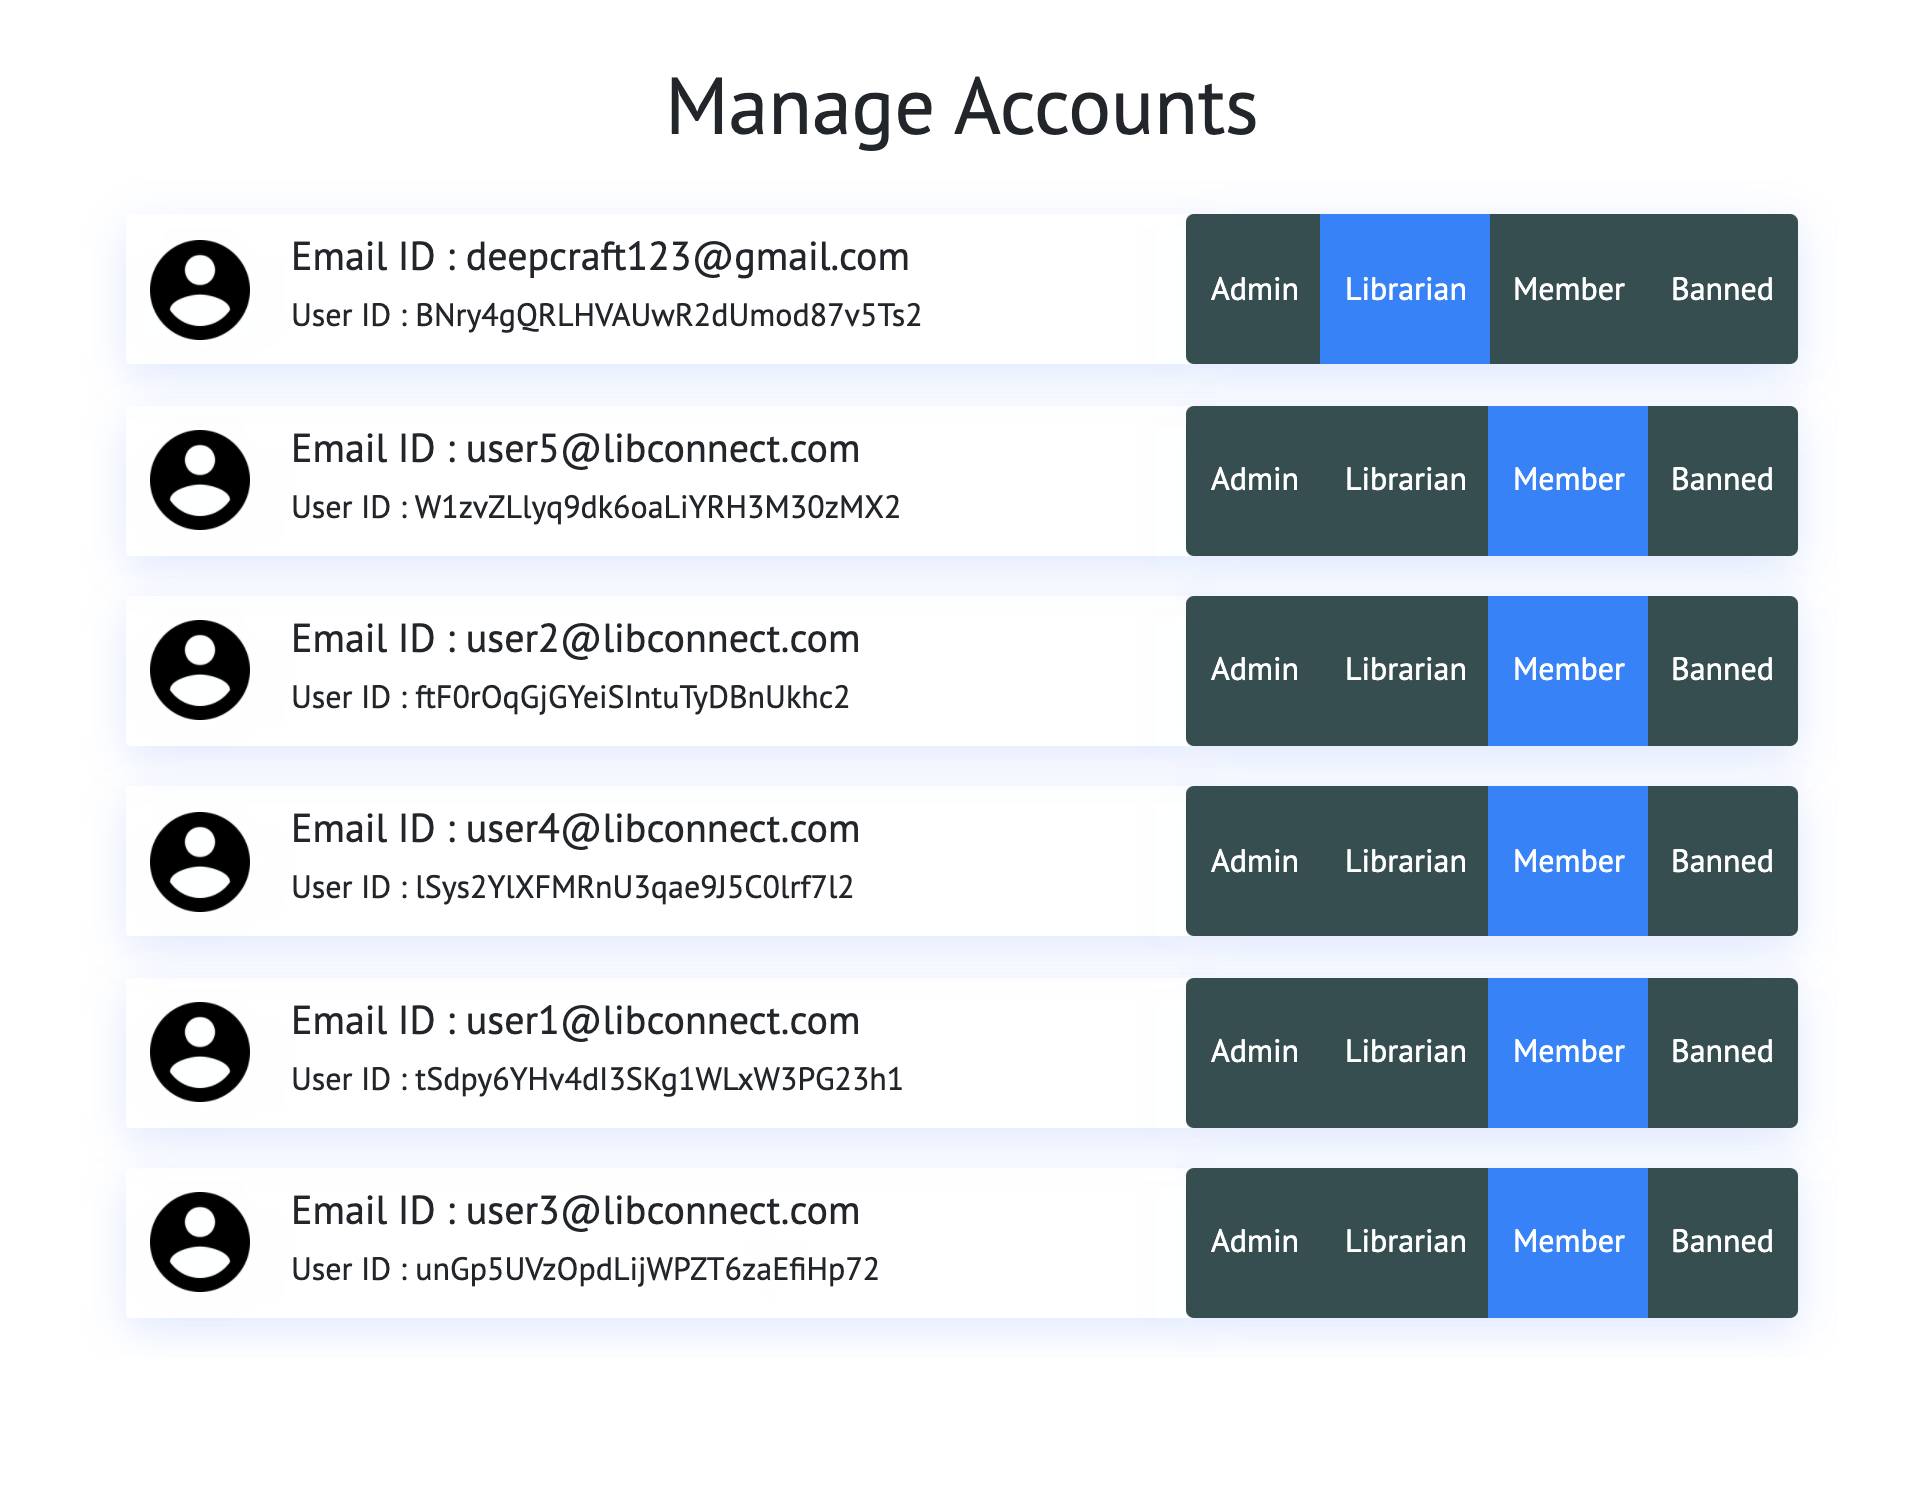 Manage Accounts
Email ID : deepcraft123@gmail.com
User ID : BNry4gQRLHVAUwR2dUmod87v5Ts2
Admin Librarian Member Banned
Email ID : user5@libconnect.com
User ID : W1zvZLlyq9dk6oaLiYRH3M30zMX2
Admin Librarian Member Banned
Email ID : user2@libconnect.com
User ID : ftF0rOqGjGYeiSIntuTyDBnUkhc2
Admin Librarian Member Banned
Email ID : user4@libconnect.com
User ID : lSys2YlXFMRnU3qae9J5C0lrf7l2
Admin Librarian Member Banned
Email ID : user1@libconnect.com
User ID : tSdpy6YHv4dI3SKg1WLxW3PG23h1
Admin Librarian Member Banned
Email ID : user3@libconnect.com
User ID : unGp5UVzOpdLijWPZT6zaEfiHp72
Admin Librarian Member Banned